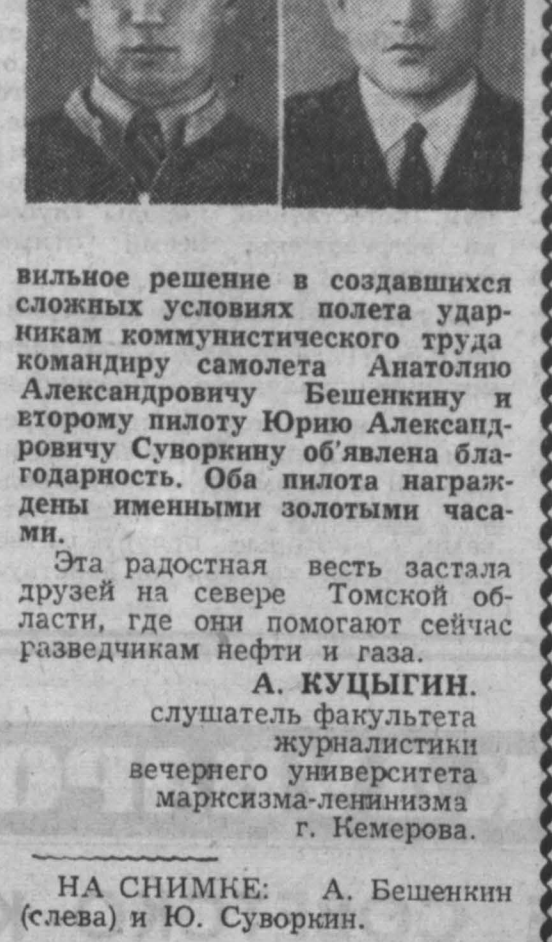 вильное решение в создавшихся
сложных условиях полета удар-
никам коммунистического труда
командиру самолета Анатолию
Александровичу Бешенкину и
второму пилоту Юрию Александ-
ровичу Суворкину об'явлена бла-
годарность. Оба пилота награж-
дены именными золотыми часа-
ми.
Эта радостная весть застала
друзей на севере Томской об-
ласти, где они помогают сейчас
разведчикам нефти и газа.
А. КУЦЫГИН.
слушатель факультета
журналистики
вечернего университета
марксизма-ленинизма
г. Кемерова.
НА СНИМКЕ: А. Бешенкин
(слева) и Ю. Суворкин.